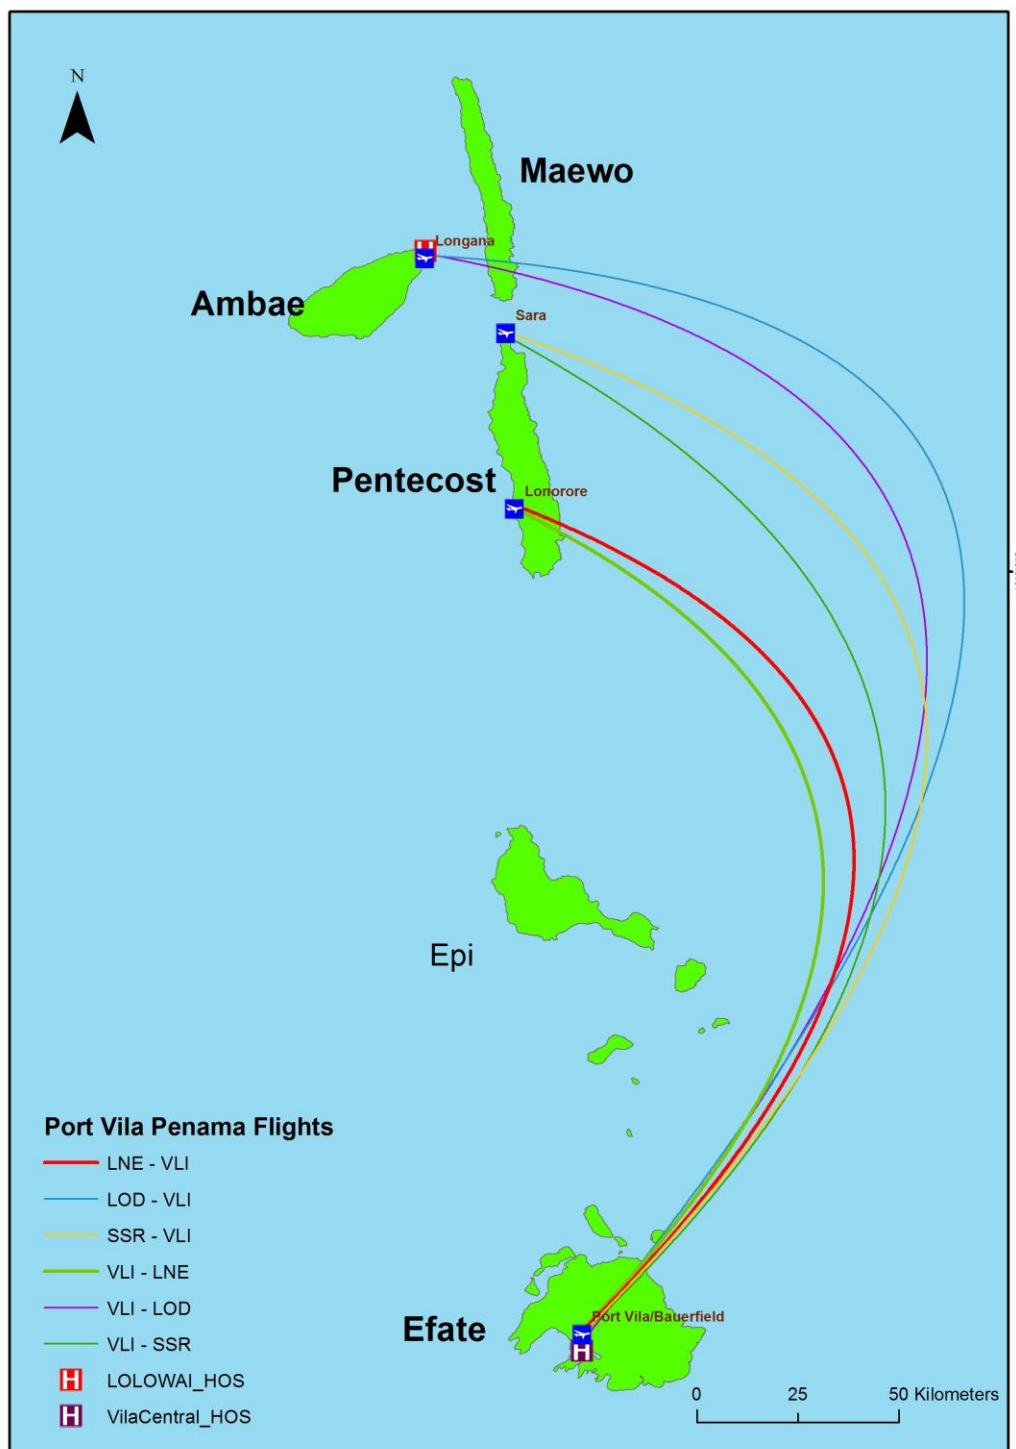 N
Maewo
Longana
Ambae
Sara
Pentecost
Lonorore
Epi
Port Vila Penama Flights
LNE - VLI
LOD - VLI
SSR - VLI
VLI - LNE
VLI - LOD
VLI - SSR
H LOLOWAI_HOS
H VilaCentral_HOS
Efate
Port Vila/Bauerfield
H
0 25 50 Kilometers